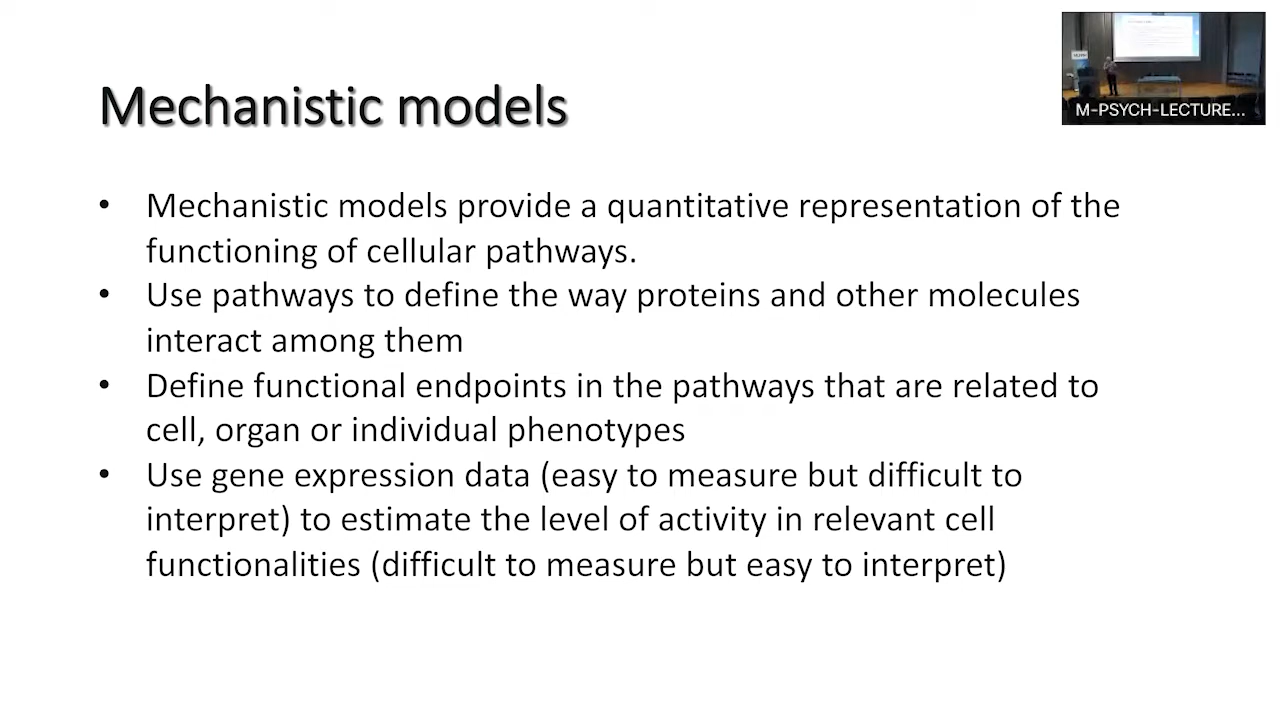 M-PSYCH-LECTURE...
Mechanistic models
• Mechanistic models provide a quantitative representation of the
functioning of cellular pathways.
• Use pathways to define the way proteins and other molecules
interact among them
• Define functional endpoints in the pathways that are related to
cell, organ or individual phenotypes
• Use gene expression data (easy to measure but difficult to
interpret) to estimate the level of activity in relevant cell
functionalities (difficult to measure but easy to interpret)